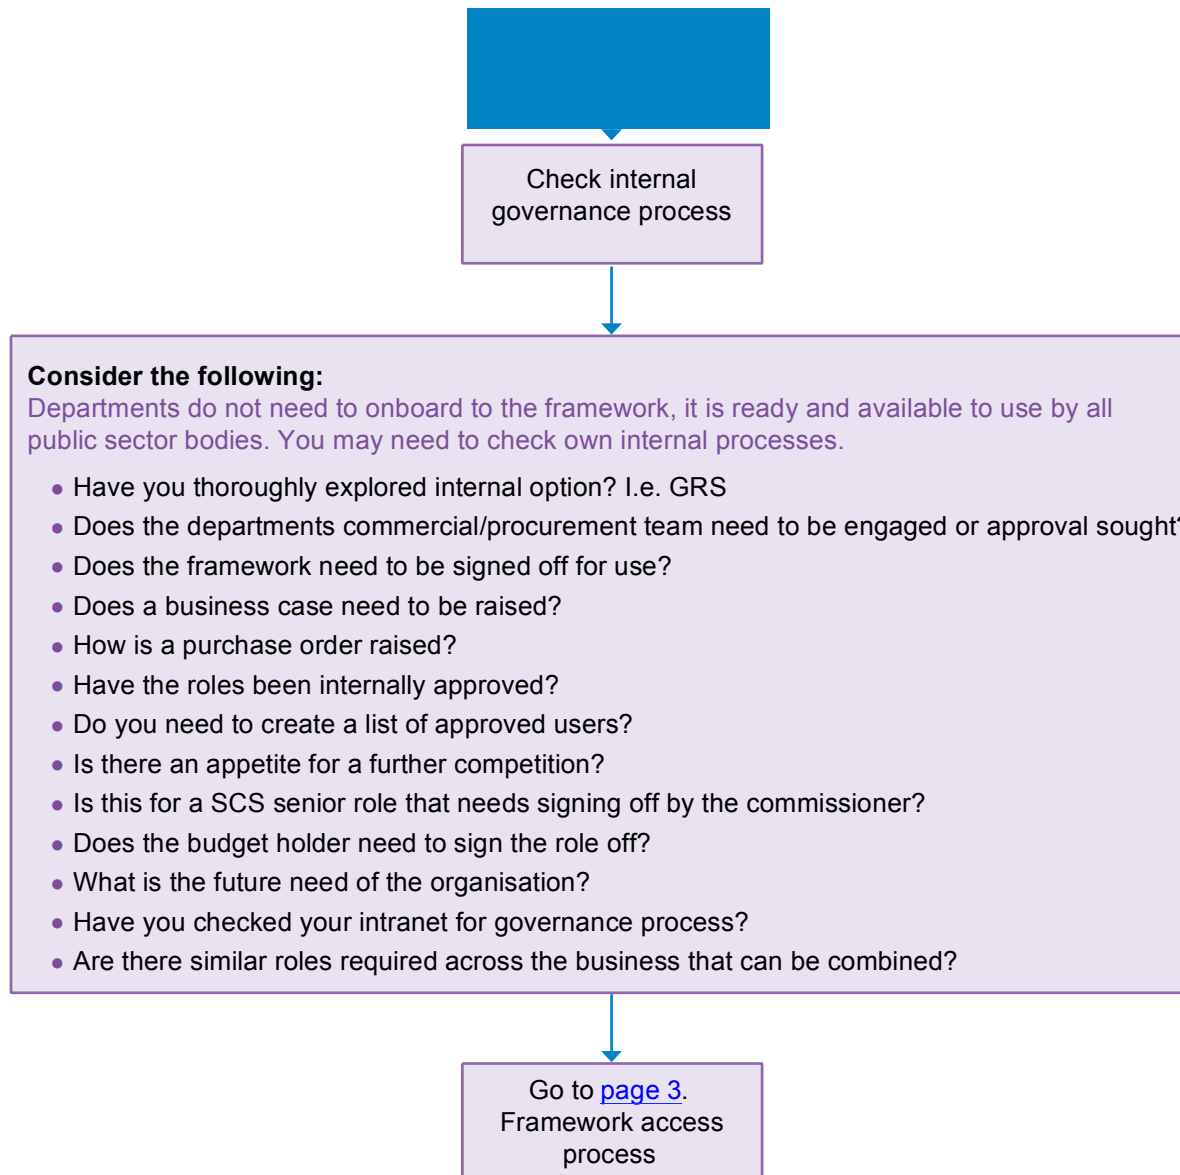 Check internal
governance process
Consider the following:
Departments do not need to onboard to the framework, it is ready and available to use by all
public sector bodies. You may need to check own internal processes.
• Have you thoroughly explored internal option? I.e. GRS
• Does the departments commercial/procurement team need to be engaged or approval sought?
• Does the framework need to be signed off for use?
• Does a business case need to be raised?
• How is a purchase order raised?
• Have the roles been internally approved?
• Do you need to create a list of approved users?
• Is there an appetite for a further competition?
• Is this for a SCS senior role that needs signing off by the commissioner?
• Does the budget holder need to sign the role off?
• What is the future need of the organisation?
• Have you checked your intranet for governance process?
• Are there similar roles required across the business that can be combined?
Go to page 3.
Framework access
process